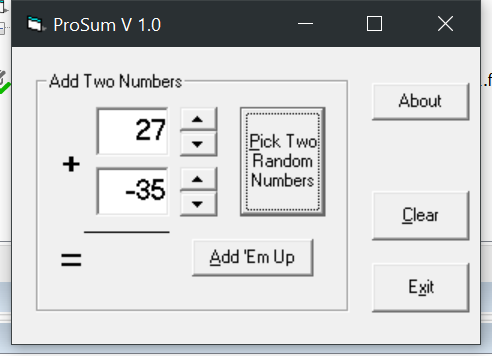 ProSum V 1.0
Add Two Numbers
27
+
-35
=
Pick Two
Random
Numbers
Add 'Em Up
About
Clear
Exit